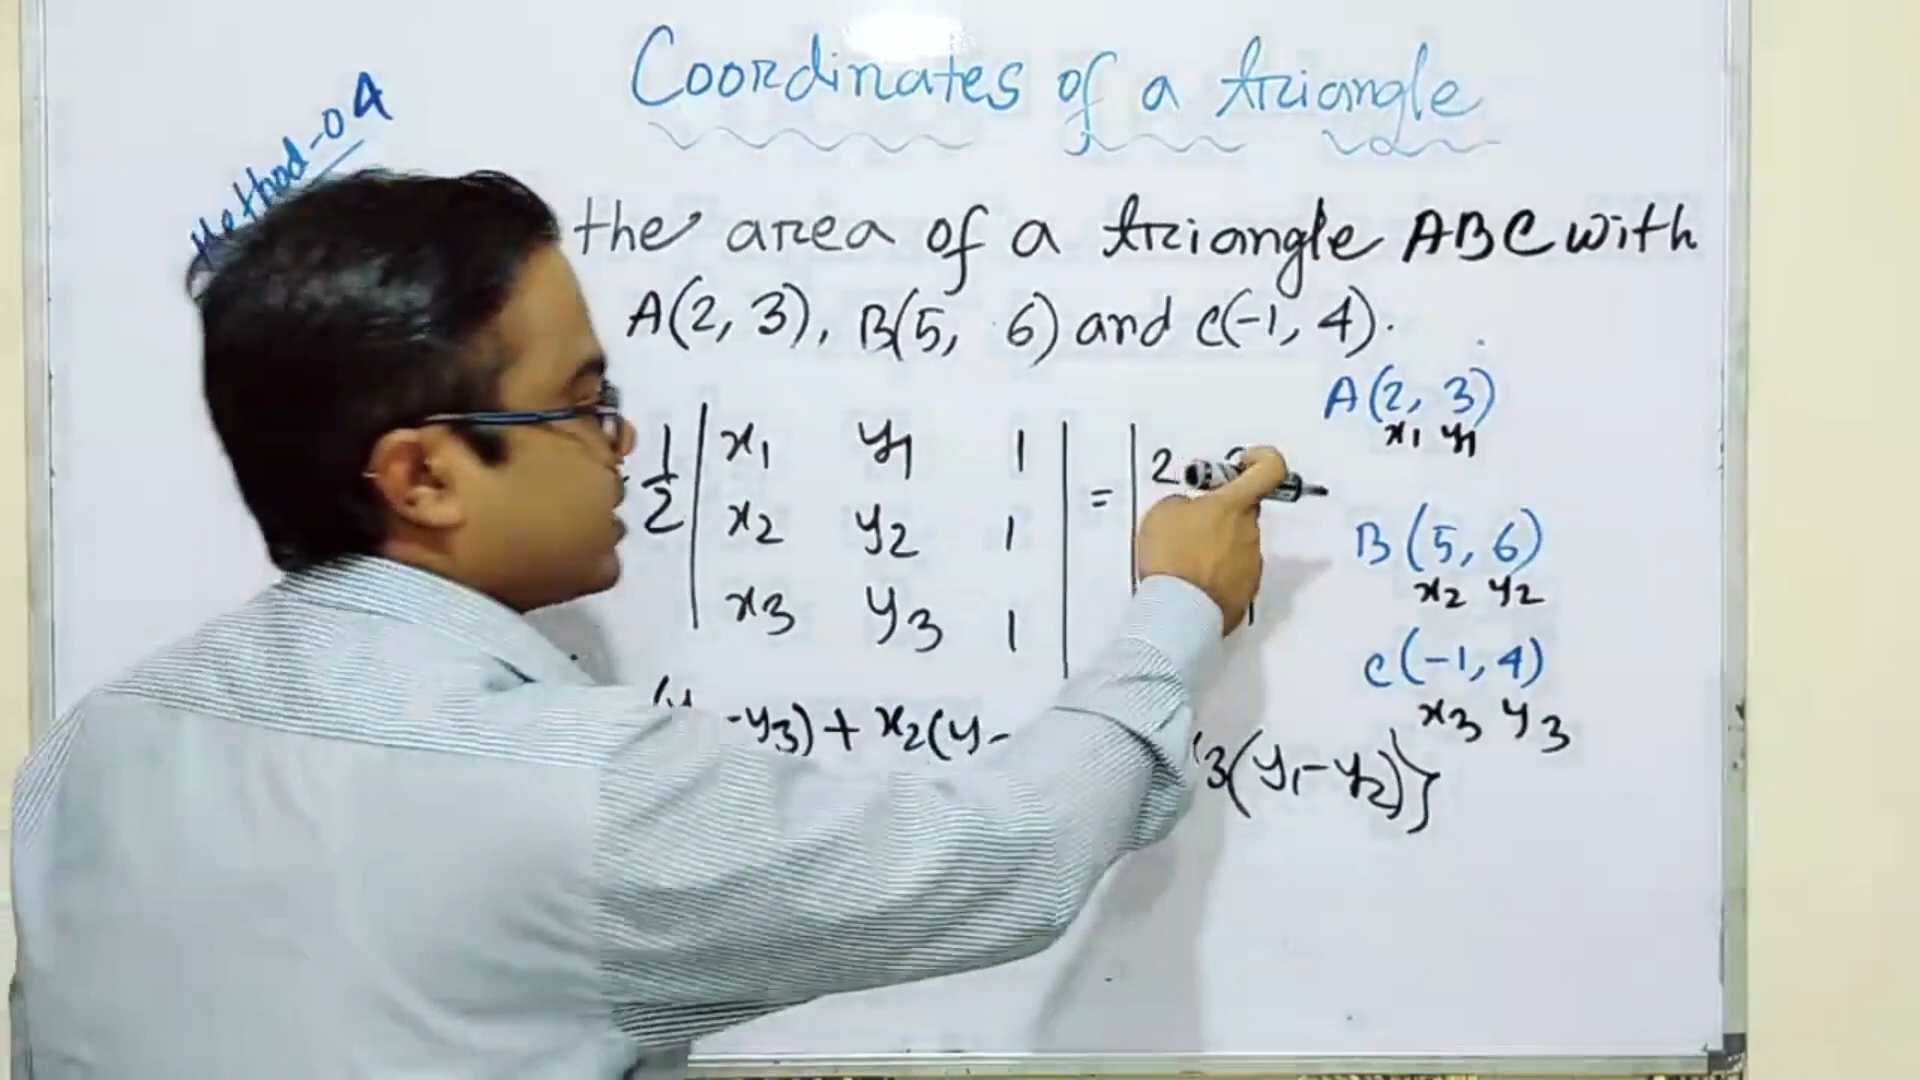 Coordinates of a triangle
Method-04
the area of a triangle ABC with
A(2, 3), B(5, 6) and C(-1, 4).
A(2, 3)
x1 y1
1/2 | x1 y1 1 | = | 2
x2 y2 1
x3 y3 1
B(5, 6)
x2 y2
C(-1, 4)
x3 y3
-y3) + x2(y- 3(y1-y2)}